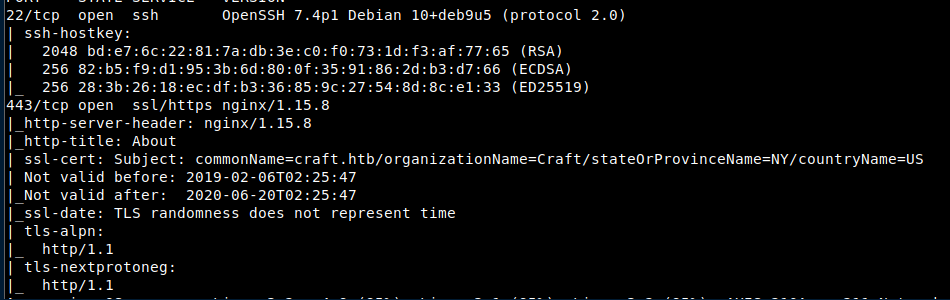 22/tcp open ssh OpenSSH 7.4p1 Debian 10+deb9u5 (protocol 2.0)
| ssh-hostkey:
| 2048 bd:e7:6c:22:81:7a:db:3e:c0:f0:73:1d:f3:af:77:65 (RSA)
| 256 82:b5:f9:d1:95:3b:6d:80:0f:35:91:86:2d:b3:d7:66 (ECDSA)
|_ 256 28:3b:26:18:ec:df:b3:36:85:9c:27:54:8d:8c:e1:33 (ED25519)
443/tcp open ssl/https nginx/1.15.8
|_http-server-header: nginx/1.15.8
|_http-title: About
| ssl-cert: Subject: commonName=craft.htb/organizationName=Craft/stateOrProvinceName=NY/countryName=US
| Not valid before: 2019-02-06T02:25:47
|_Not valid after: 2020-06-20T02:25:47
|_ssl-date: TLS randomness does not represent time
| tls-alpn:
|_ http/1.1
| tls-nextprotoneg:
|_ http/1.1